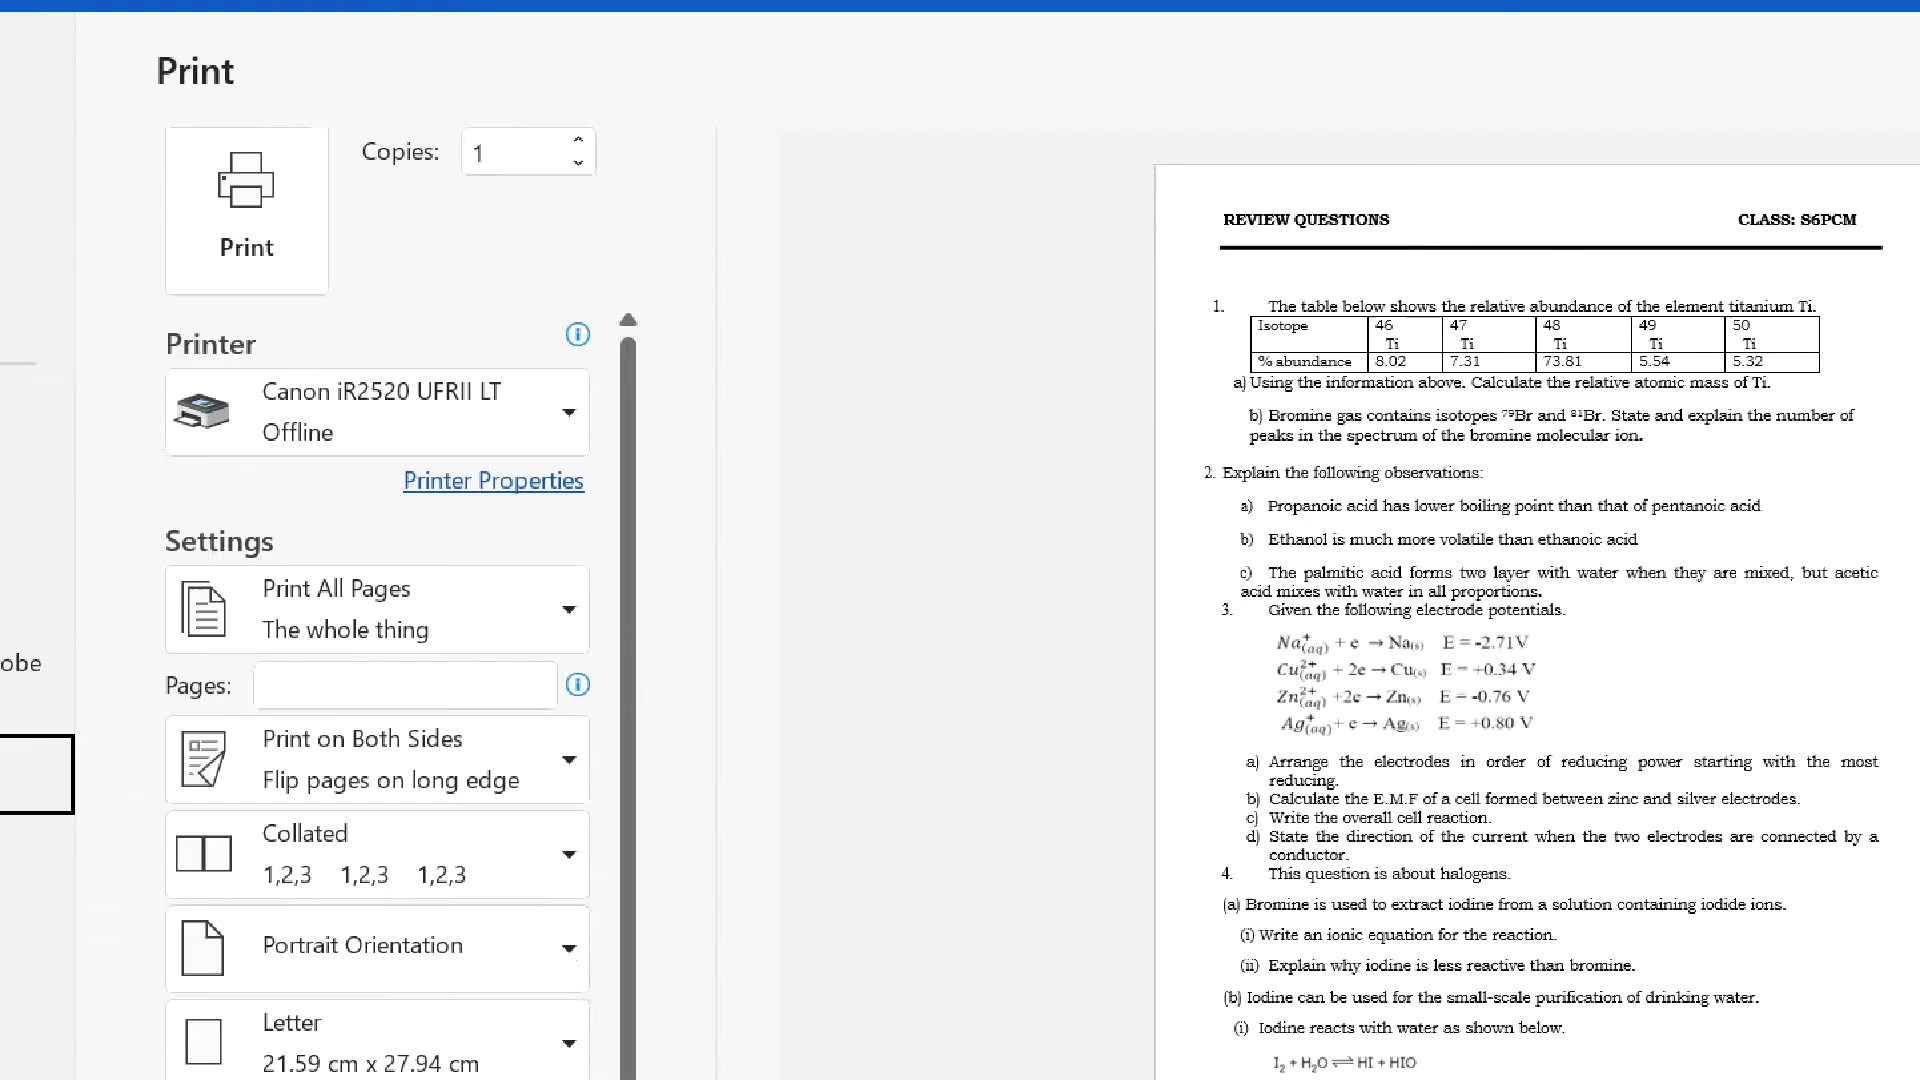 Print
Copies:
1
Print
Printer
Canon iR2520 UFRII LT
Offline
Printer Properties
Settings
Print All Pages
The whole thing
Pages:
Print on Both Sides
Flip pages on long edge
Collated
1,2,3 1,2,3 1,2,3
Portrait Orientation
Letter
21.59 cm x 27.94 cm
obe
REVIEW QUESTIONS CLASS: S6PCM
1. The table below shows the relative abundance of the element titanium Ti.
Isotope 46 Ti 47 Ti 48 Ti 49 Ti 50 Ti
% abundance 8.02 7.31 73.81 5.54 5.32
a) Using the information above. Calculate the relative atomic mass of Ti.
b) Bromine gas contains isotopes ⁷⁹Br and ⁸¹Br. State and explain the number of
peaks in the spectrum of the bromine molecular ion.
2. Explain the following observations:
a) Propanoic acid has lower boiling point than that of pentanoic acid
b) Ethanol is much more volatile than ethanoic acid
c) The palmitic acid forms two layer with water when they are mixed, but acetic
acid mixes with water in all proportions.
3. Given the following electrode potentials.
Na⁺(aq) + e → Na(s) E = -2.71V
Cu²⁺(aq) + 2e → Cu(s) E = +0.34 V
Zn²⁺(aq) +2e → Zn(s) E = -0.76 V
Ag⁺(aq) + e → Ag(s) E = +0.80 V
a) Arrange the electrodes in order of reducing power starting with the most
reducing.
b) Calculate the E.M.F of a cell formed between zinc and silver electrodes.
c) Write the overall cell reaction.
d) State the direction of the current when the two electrodes are connected by a
conductor.
4. This question is about halogens.
(a) Bromine is used to extract iodine from a solution containing iodide ions.
(i) Write an ionic equation for the reaction.
(ii) Explain why iodine is less reactive than bromine.
(b) Iodine can be used for the small-scale purification of drinking water.
(i) Iodine reacts with water as shown below.
I₂ + H₂O ⇌ HI + HIO